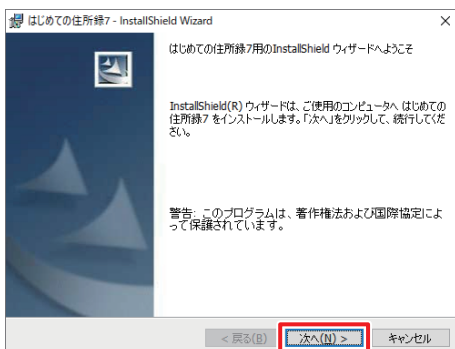 はじめての住所録7 - InstallShield Wizard
はじめての住所録7用のInstallShield ウィザードへようこそ
InstallShield(R) ウィザードは、ご使用のコンピュータへ はじめての
住所録7 をインストールします。「次へ」をクリックして、続行してくだ
さい。
警告: このプログラムは、著作権法および国際協定によ
って保護されています。
< 戻る(B)
次へ(N) >
キャンセル